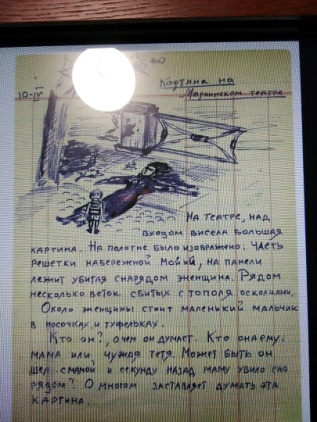 10-IV
Картина на
Мариинском театре
На театре, над
входом висела большая
картина. На полотне было изображено: часть
решетки набережной Мойки, на панели
лежит убитая снарядом женщина. Рядом
несколько веток сбитых с тополя осколками.
Около женщины стоит маленький мальчик
в носочках и туфельках.
Кто он?, о чем он думает. Кто она ему:
мама или, чужая тетя. Может быть он
шел с мамой и секунду назад маму убило
рядом? О многом заставляет думать эта
картина.